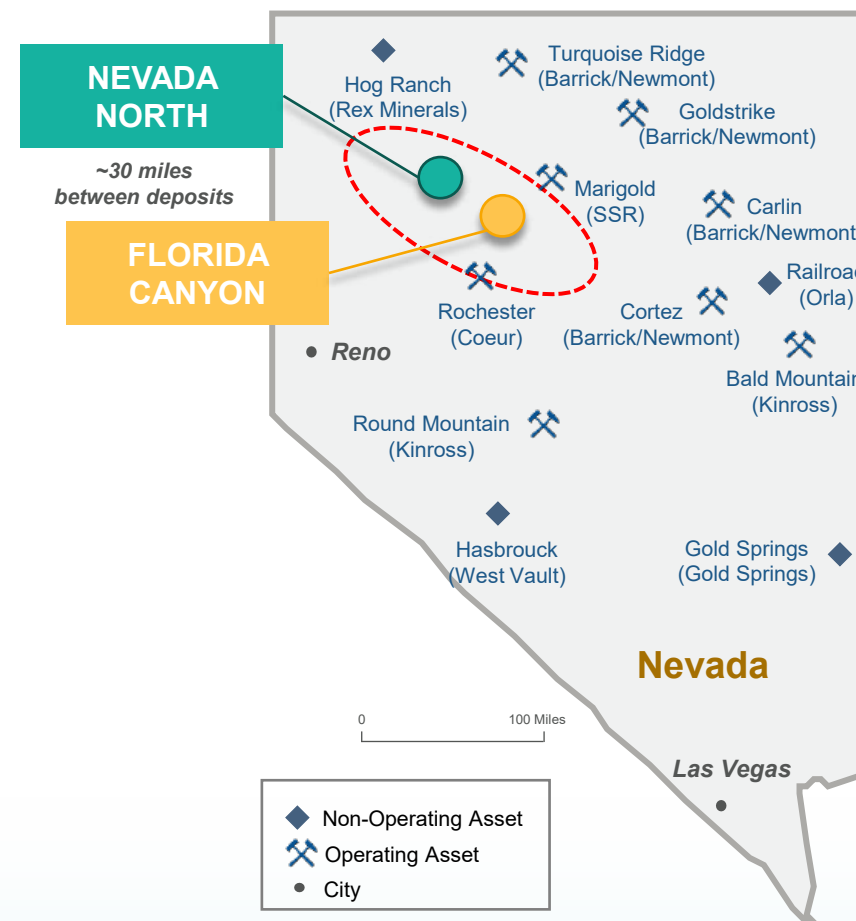 NEVADA
NORTH
~30 miles
between deposits
FLORIDA
CANYON
Hog Ranch
(Rex Minerals)
Turquoise Ridge
(Barrick/Newmont)
Goldstrike
(Barrick/Newmont)
Marigold
(SSR)
Carlin
(Barrick/Newmont
Railroad
(Orla)
Rochester
(Coeur)
Cortez
(Barrick/Newmont)
Bald Mountain
(Kinross)
Reno
Round Mountain
(Kinross)
Hasbrouck
(West Vault)
Gold Springs
(Gold Springs)
Nevada
0
100 Miles
Las Vegas
Non-Operating Asset
Operating Asset
City